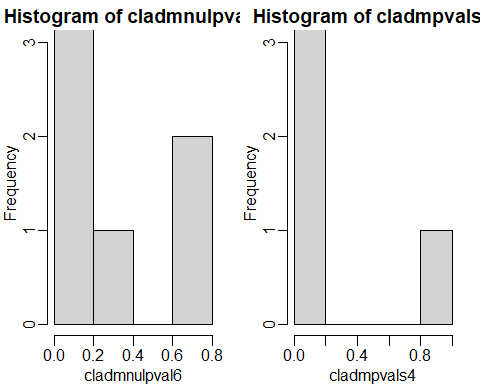 Histogram of cladmnulpva
3
2
1
0
Frequency
0.0 0.2 0.4 0.6 0.8
cladmnulpval6
Histogram of cladmpvals
3
2
1
0
Frequency
0.0 0.4 0.8
cladmpvals4